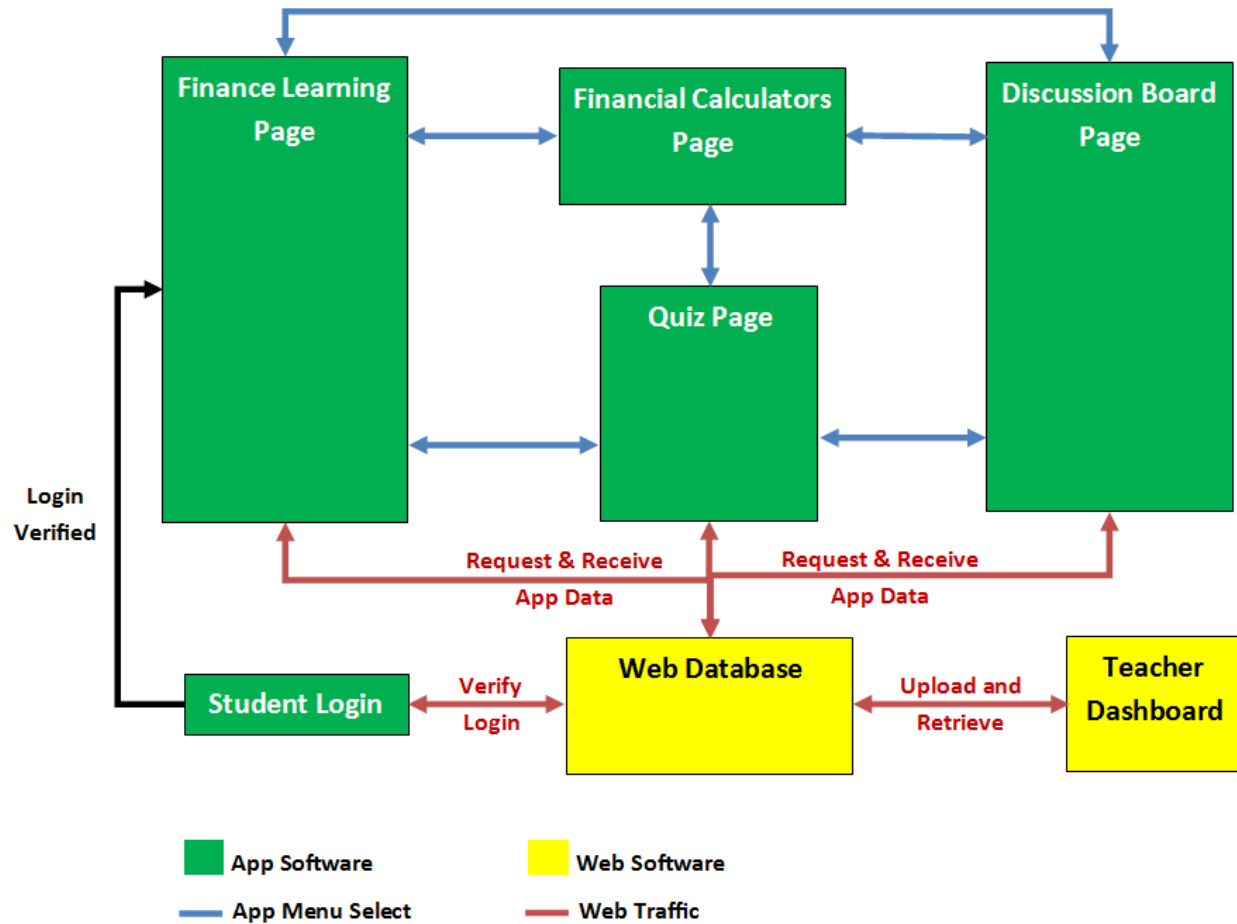 Finance Learning
Page
Financial Calculators
Page
Discussion Board
Page
Quiz Page
Login
Verified
Request & Receive
App Data
Request & Receive
App Data
Student Login
Verify
Login
Web Database
Upload and
Retrieve
Teacher
Dashboard
App Software
Web Software
App Menu Select
Web Traffic